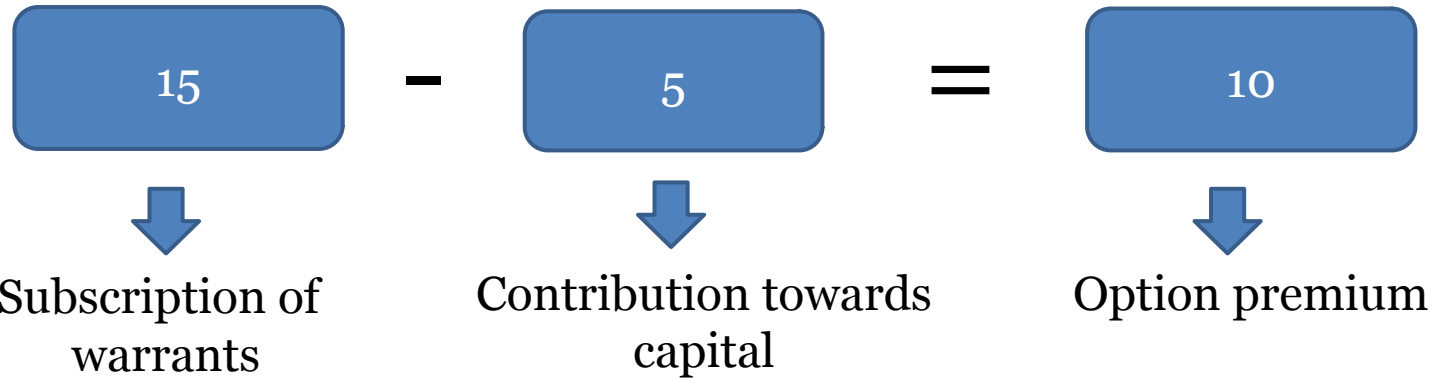 15 - 5 = 10
Subscription of
warrants
Contribution towards
capital
Option premium